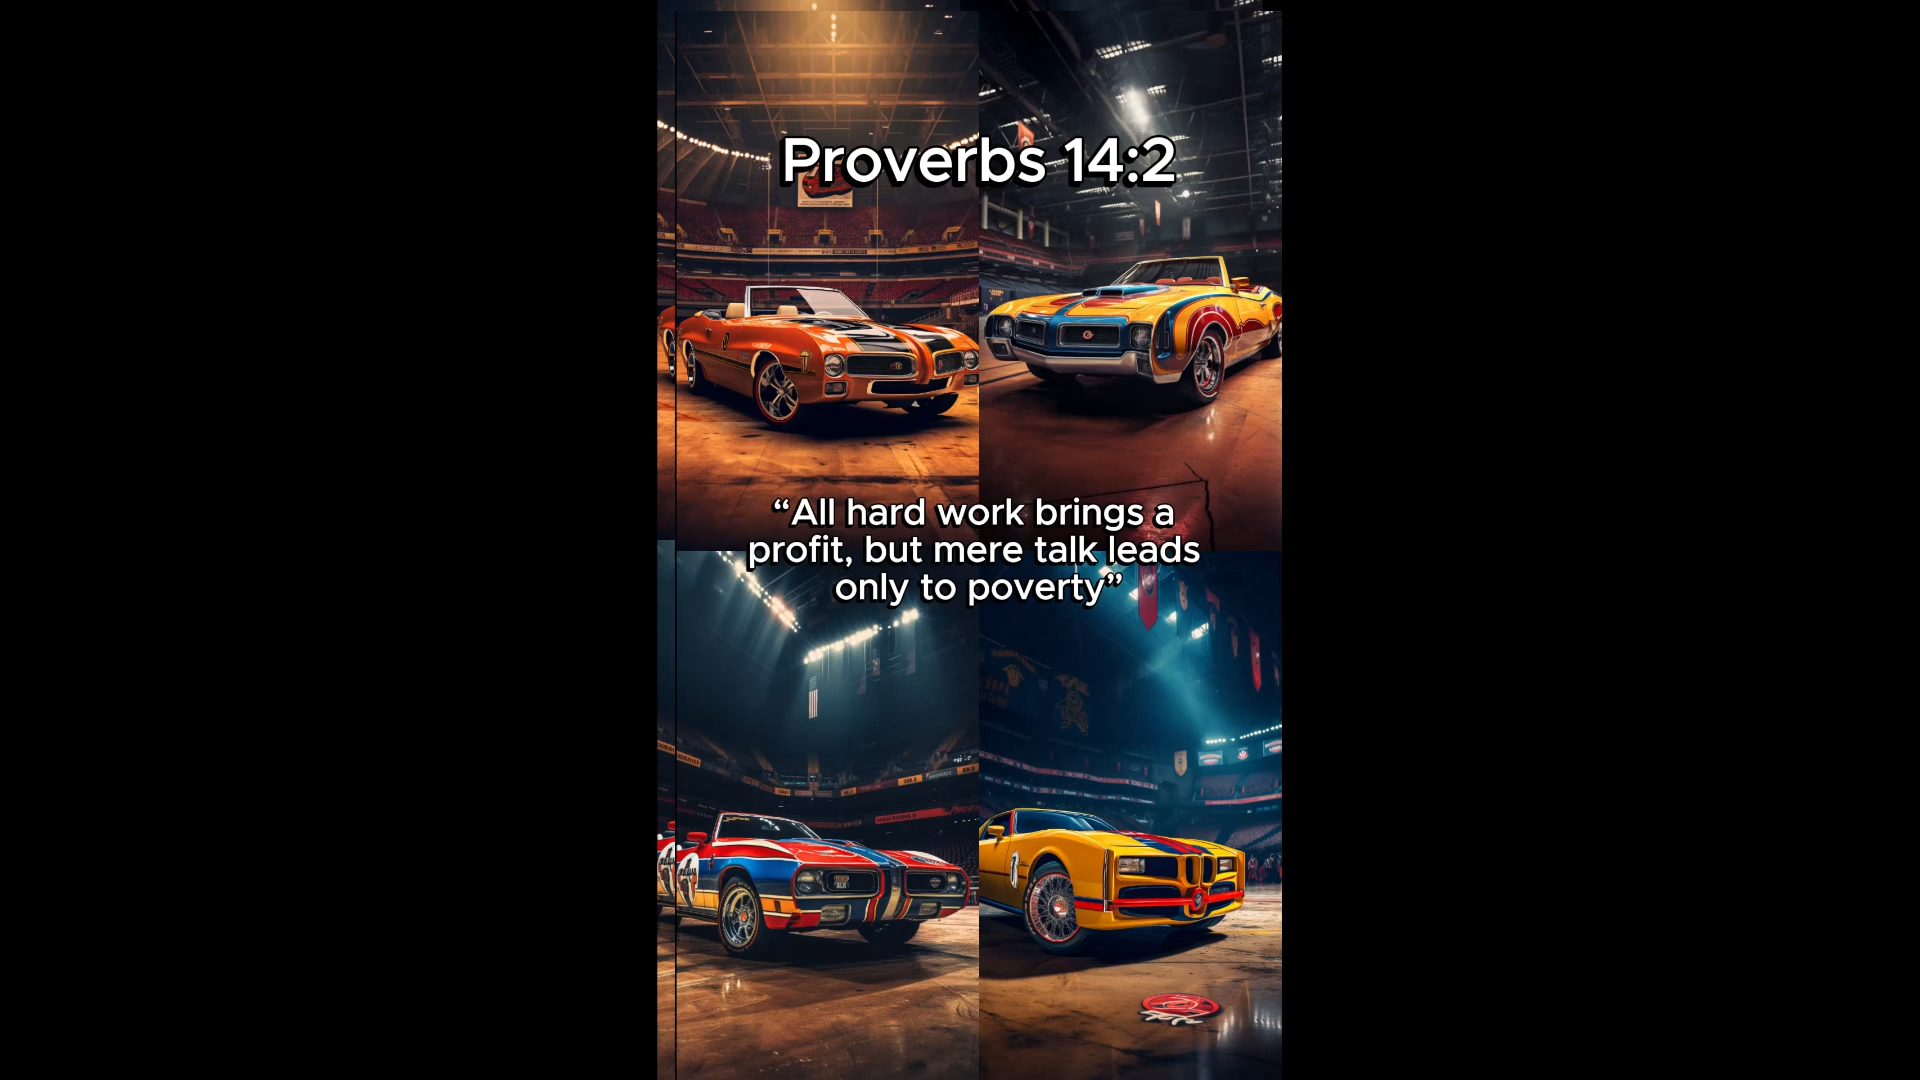 Proverbs 14:2
“All hard work brings a
profit, but mere talk leads
only to poverty”